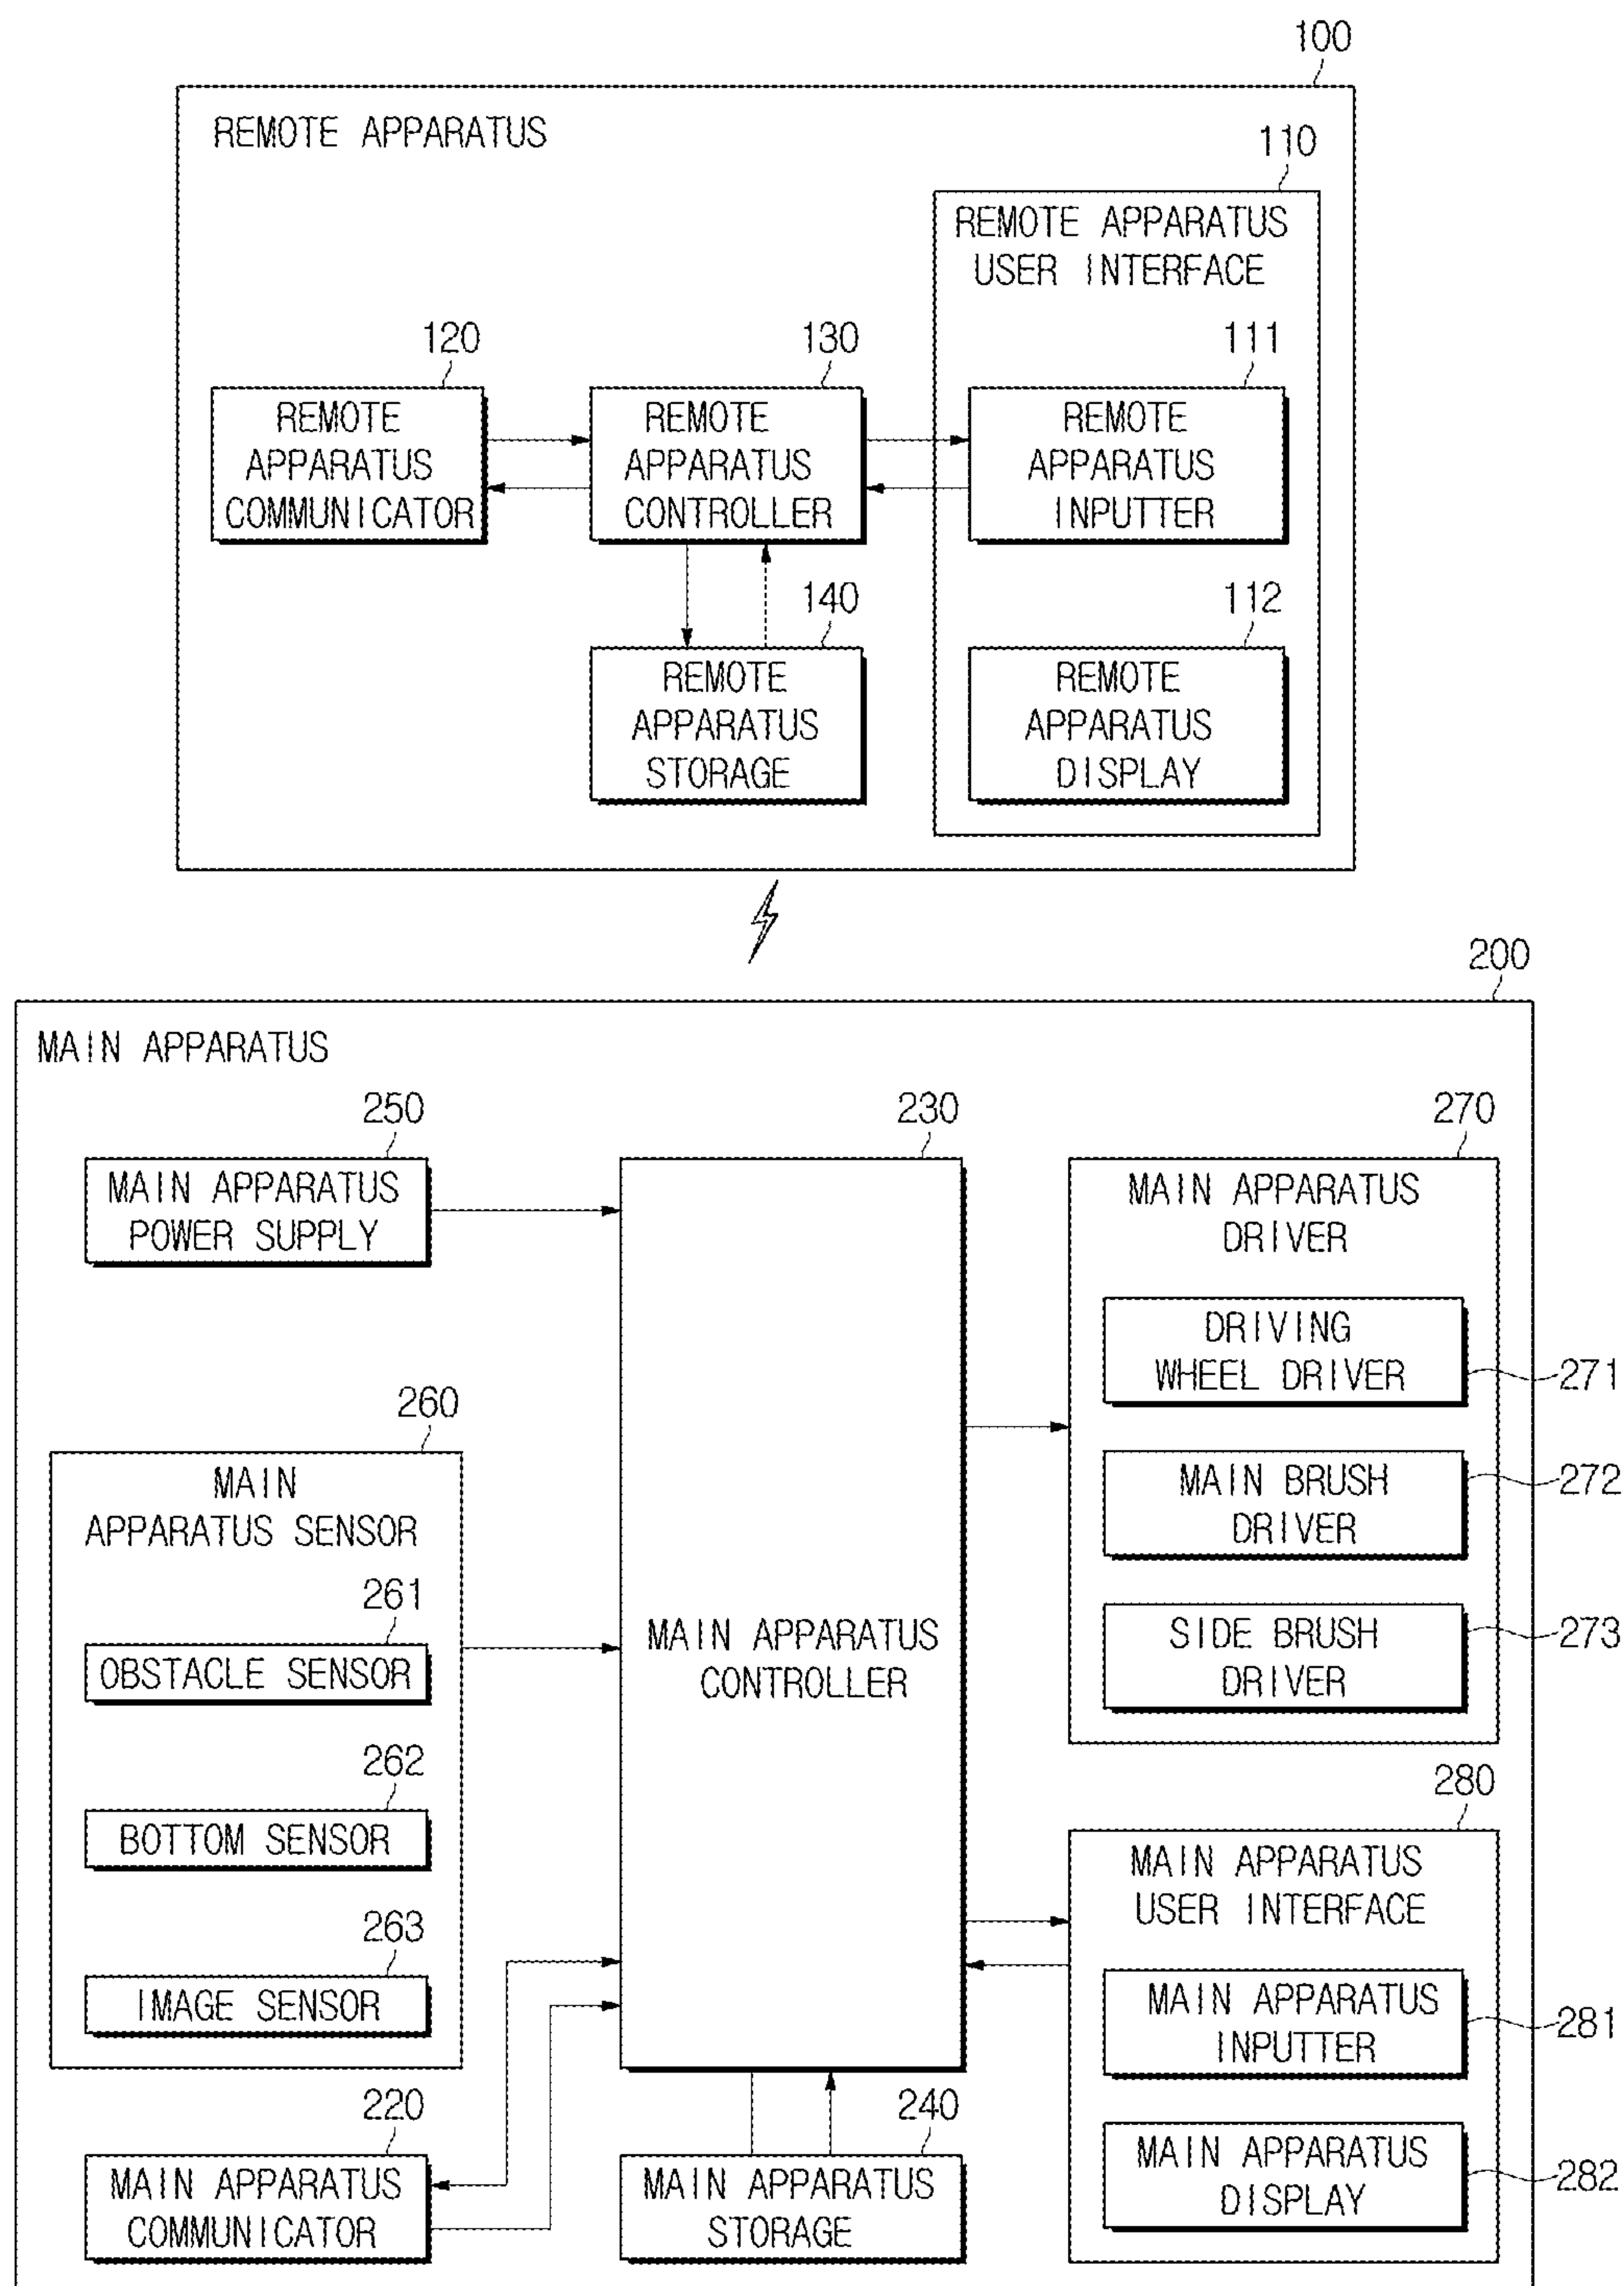 100
REMOTE APPARATUS
110
REMOTE APPARATUS
USER INTERFACE
120
130
111
REMOTE
APPARATUS
COMMUNICATOR
REMOTE
APPARATUS
CONTROLLER
REMOTE
APPARATUS
INPUTTER
140
112
REMOTE
APPARATUS
STORAGE
REMOTE
APPARATUS
DISPLAY
200
MAIN APPARATUS
250
230
270
MAIN APPARATUS
POWER SUPPLY
MAIN APPARATUS
DRIVER
DRIVING
WHEEL DRIVER
271
260
MAIN
APPARATUS SENSOR
MAIN BRUSH
DRIVER
272
261
OBSTACLE SENSOR
MAIN APPARATUS
CONTROLLER
SIDE BRUSH
DRIVER
273
262
BOTTOM SENSOR
280
MAIN APPARATUS
USER INTERFACE
263
IMAGE SENSOR
MAIN APPARATUS
INPUTTER
281
220
240
MAIN APPARATUS
COMMUNICATOR
MAIN APPARATUS
STORAGE
MAIN APPARATUS
DISPLAY
282